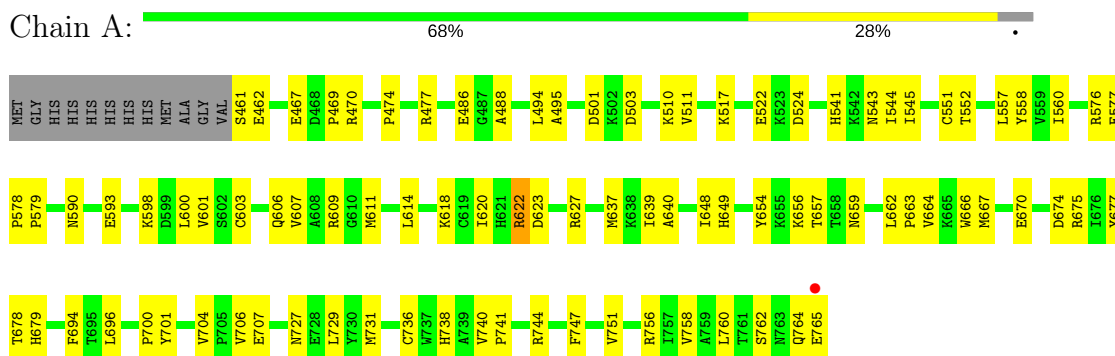 Chain A:
68% 28% •
MET GLY HIS HIS HIS HIS HIS HIS MET ALA GLY VAL S461 E462 E467 D468 P469 R470 P474 R477 E486 G487 A488 L494 A495 D501 K502 D503 K510 V511 K517 E522 K523 D524 H541 K542 N543 I544 I545 C551 T552 L557 Y558 V559 I560 R576 E577
P578 P579 N590 E593 K598 D599 L600 V601 S602 C603 Q606 V607 A608 R609 G610 M611 L614 K618 C619 I620 H621 R622 D623 R627 M637 K638 I639 A640 I648 H649 Y654 K655 K656 T657 T658 N659 L662 P663 V664 K665 W666 M667 E670 D674 R675 I676 Y677
T678 H679 F694 T695 L696 P700 Y701 V704 P705 V706 E707 N727 E728 L729 Y730 M731 C736 W737 H738 A739 V740 P741 R744 F747 V751 R756 I757 V758 A759 L760 T761 S762 N763 Q764 E765